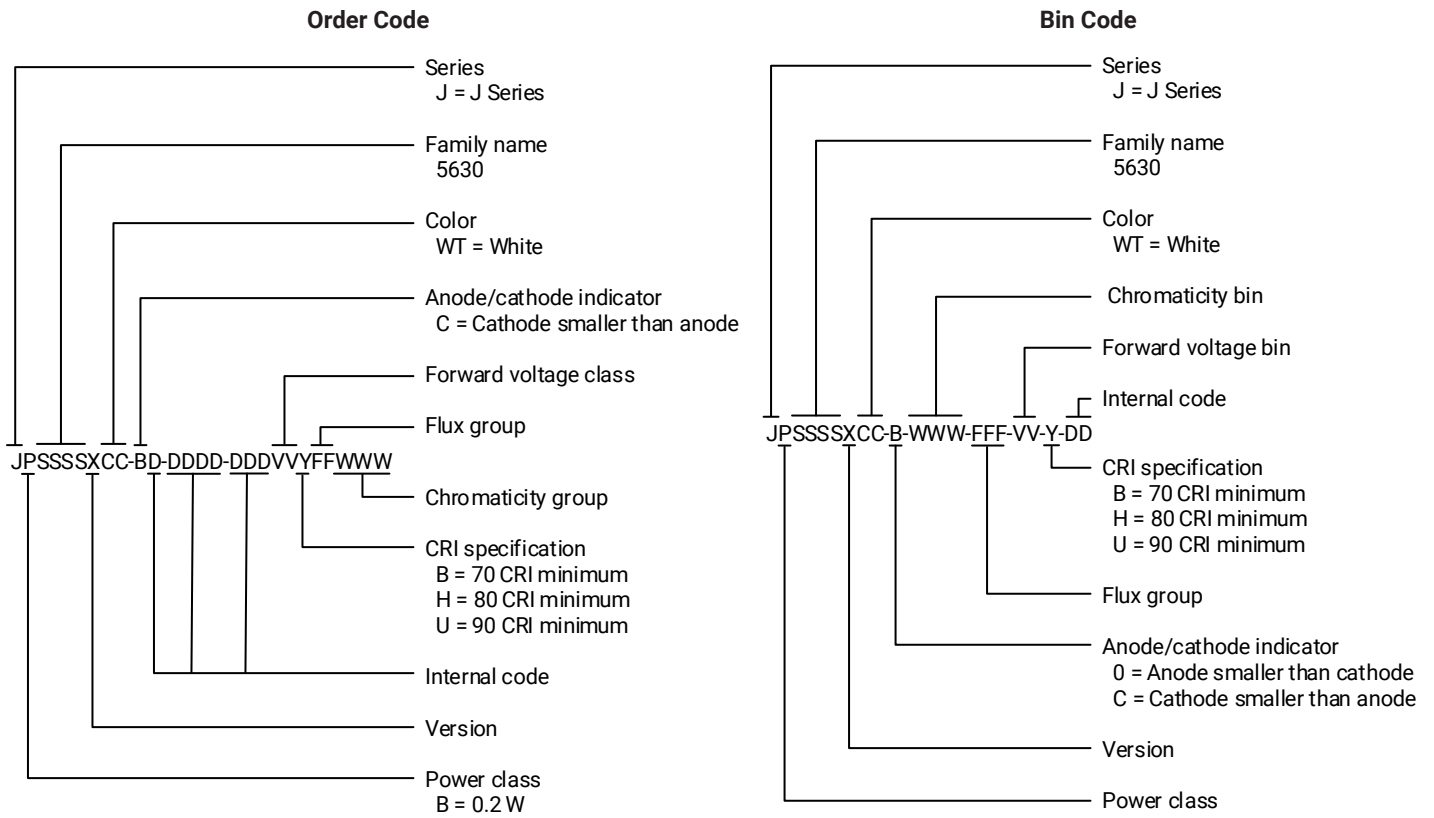 Order Code
Series
J = J Series
Family name
5630
Color
WT = White
Anode/cathode indicator
C = Cathode smaller than anode
Forward voltage class
Flux group
JPSSSSXCC-BD-DDDD-DDDVVYFFWWW
Chromaticity group
CRI specification
B = 70 CRI minimum
H = 80 CRI minimum
U = 90 CRI minimum
Internal code
Version
Power class
B = 0.2 W
Bin Code
Series
J = J Series
Family name
5630
Color
WT = White
Chromaticity bin
Forward voltage bin
Internal code
JPSSSSXCC-B-WWW-FFF-VV-Y-DD
CRI specification
B = 70 CRI minimum
H = 80 CRI minimum
U = 90 CRI minimum
Flux group
Anode/cathode indicator
0 = Anode smaller than cathode
C = Cathode smaller than anode
Version
Power class